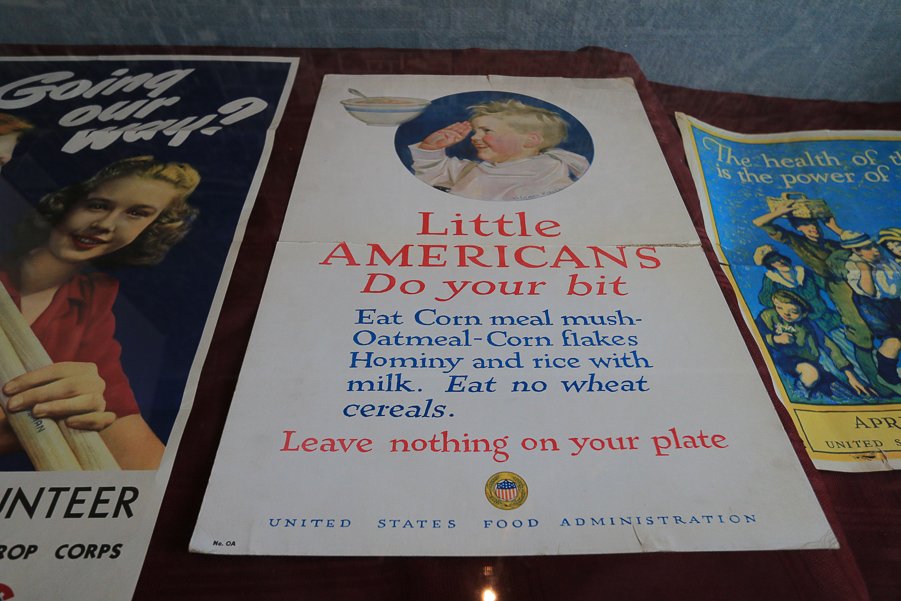 Going
our
way?
UNTEER
ROP CORPS
Little
AMERICANS
Do your bit
Eat Corn meal mush-
Oatmeal-Corn flakes
Hominy and rice with
milk. Eat no wheat
cereals.
Leave nothing on your plate
UNITED STATES FOOD ADMINISTRATION
No. OA
The health of t
is the power of
APR
UNITED S